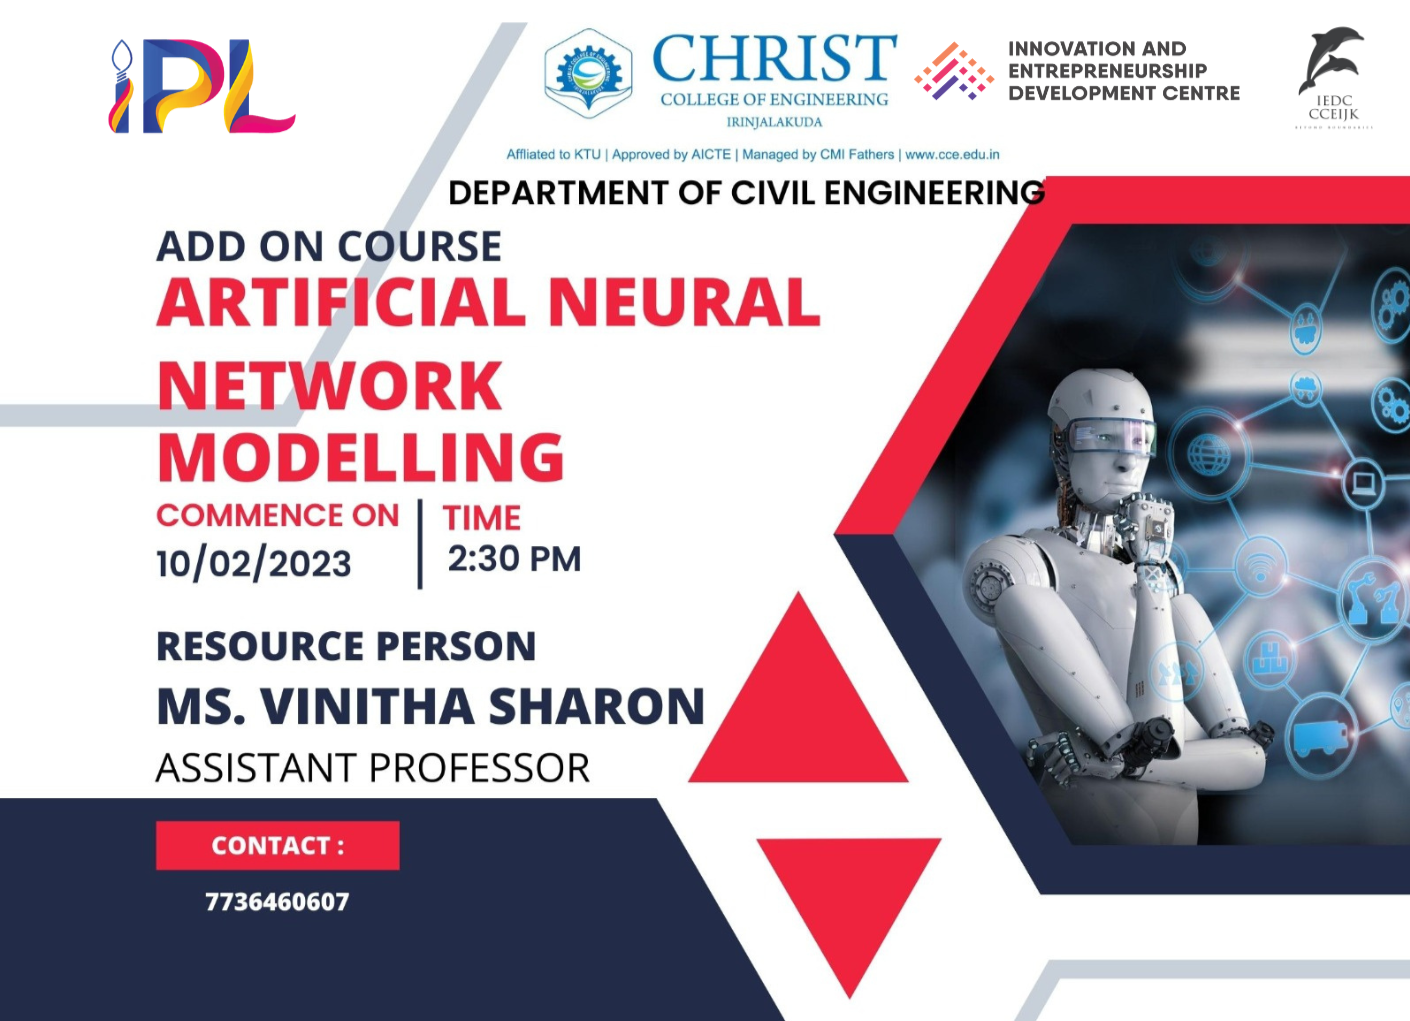 iPL
CHRIST
COLLEGE OF ENGINEERING
IRINJALAKUDA
Affliated to KTU | Approved by AICTE | Managed by CMI Fathers | www.cce.edu.in
INNOVATION AND
ENTREPRENEURSHIP
DEVELOPMENT CENTRE
IEDC
CCEIJK
BEYOND BOUNDARIES
DEPARTMENT OF CIVIL ENGINEERING
ADD ON COURSE
ARTIFICIAL NEURAL
NETWORK
MODELLING
COMMENCE ON
10/02/2023
TIME
2:30 PM
RESOURCE PERSON
MS. VINITHA SHARON
ASSISTANT PROFESSOR
CONTACT :
7736460607